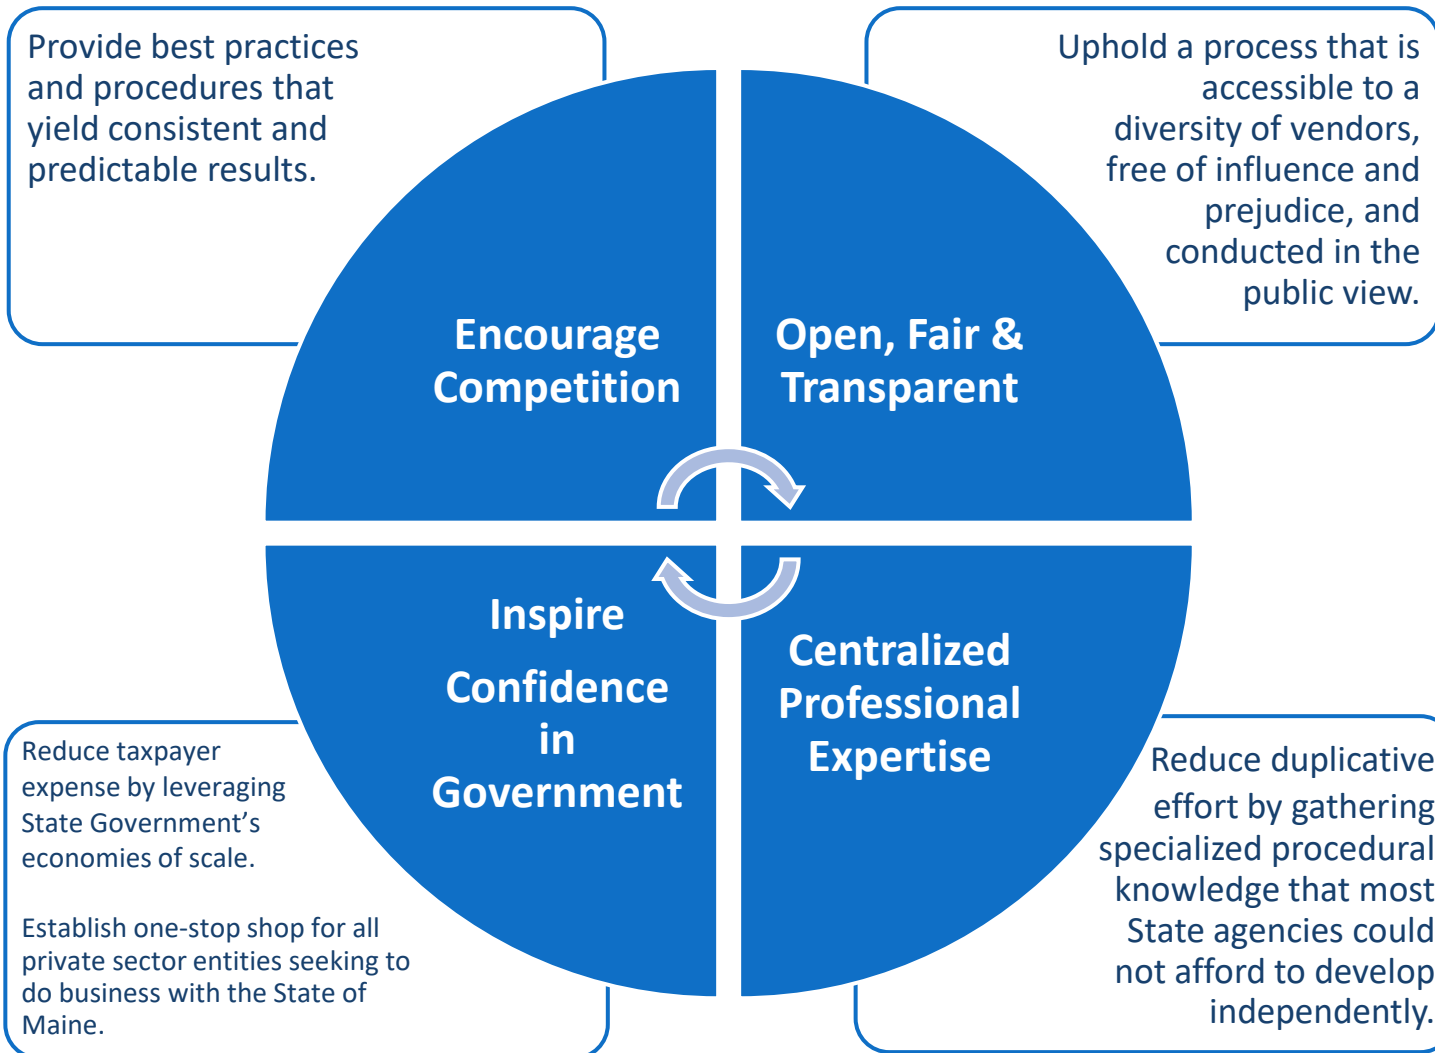 Provide best practices
and procedures that
yield consistent and
predictable results.
Uphold a process that is
accessible to a
diversity of vendors,
free of influence and
prejudice, and
conducted in the
public view.
Encourage
Competition
Open, Fair &
Transparent
Inspire
Confidence
in
Government
Centralized
Professional
Expertise
Reduce taxpayer
expense by leveraging
State Government’s
economies of scale.
Establish one-stop shop for all
private sector entities seeking to
do business with the State of
Maine.
Reduce duplicative
effort by gathering
specialized procedural
knowledge that most
State agencies could
not afford to develop
independently.